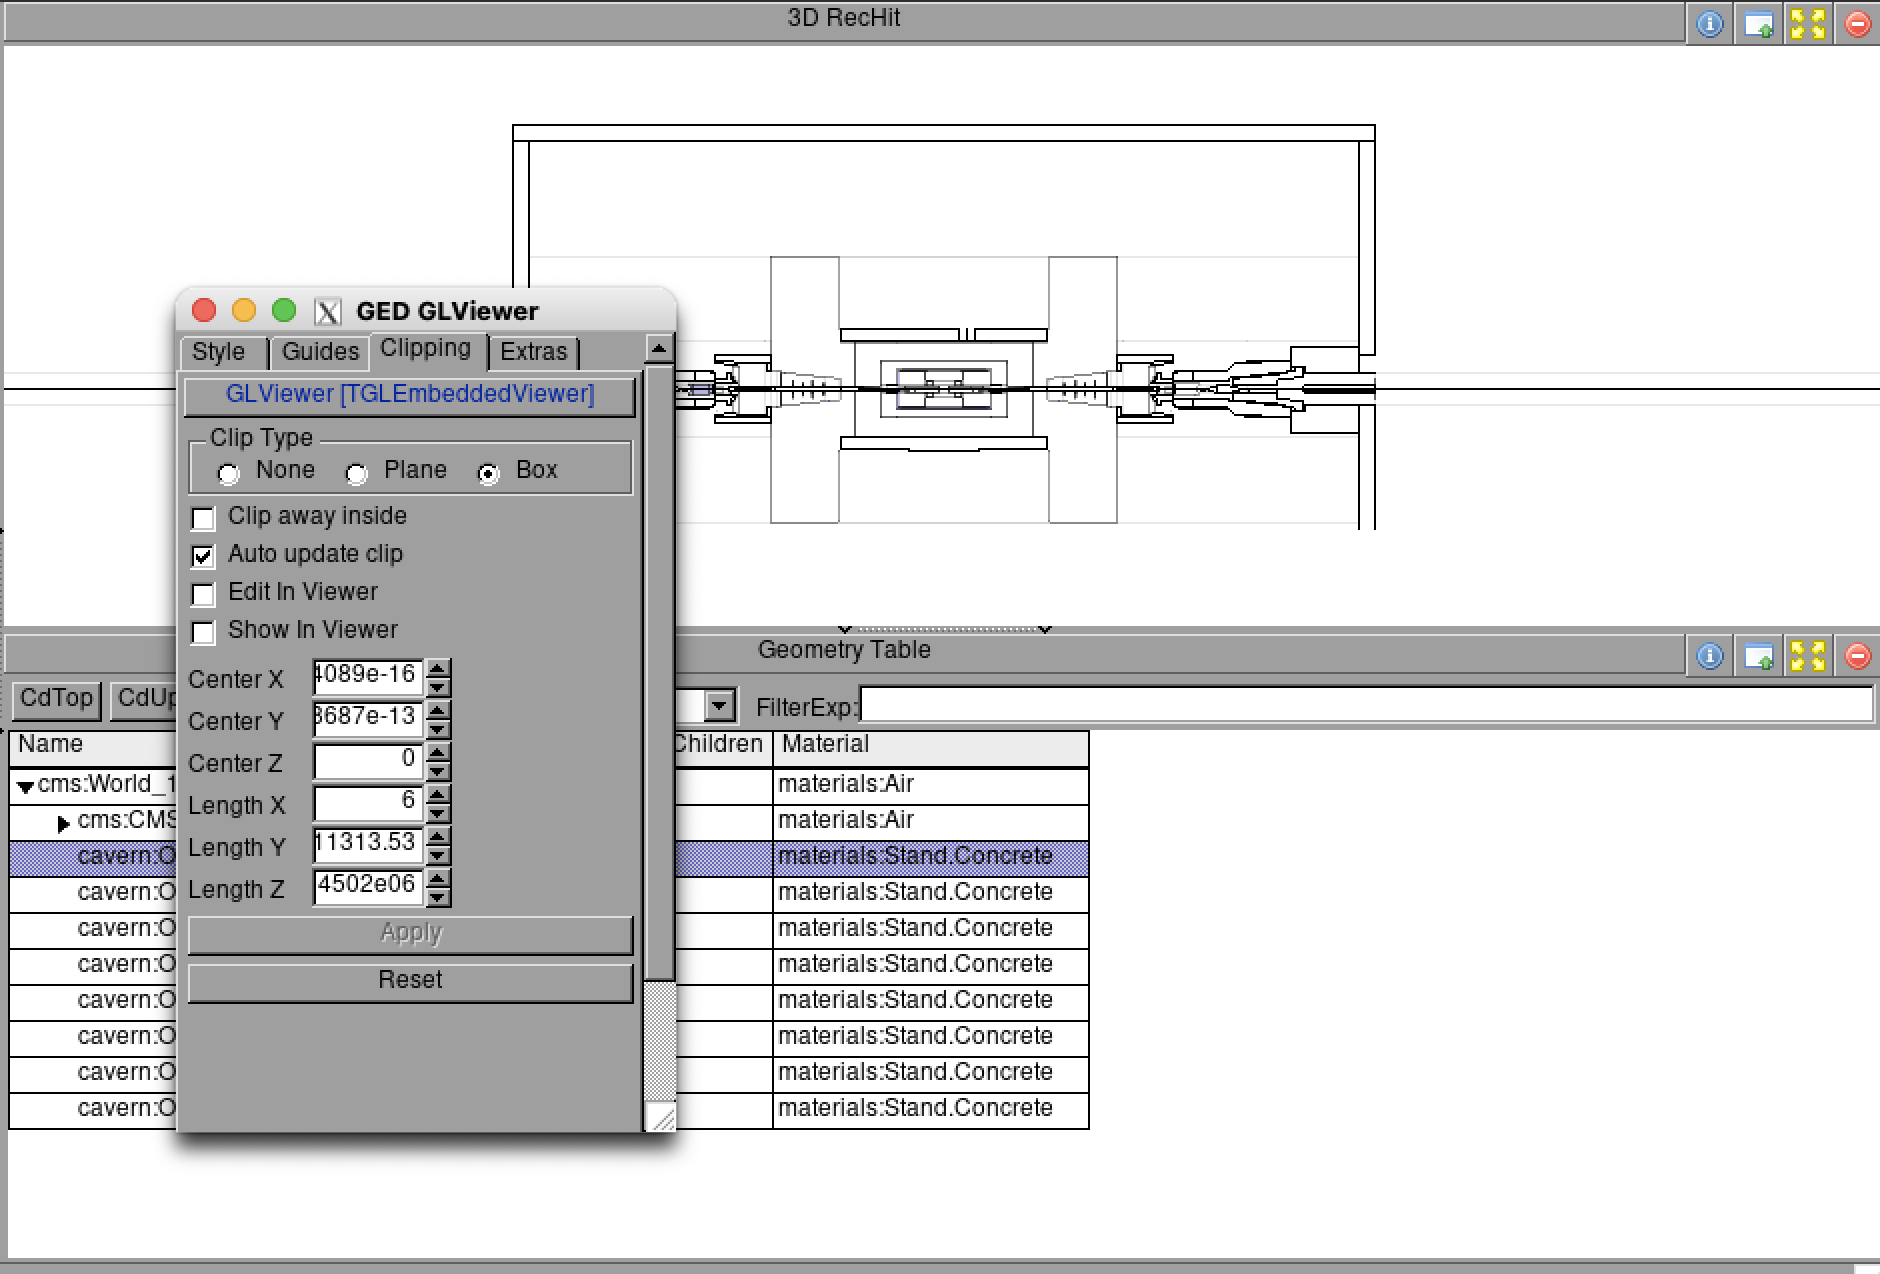 3D RecHit
GED GLViewer
Style Guides Clipping Extras
GLViewer [TGLEmbeddedViewer]
Clip Type
None Plane Box
Clip away inside
Auto update clip
Edit In Viewer
Show In Viewer
Center X 4089e-16
Center Y 3687e-13
Center Z 0
Length X 6
Length Y 11313.53
Length Z 4502e06
Apply
Reset
Geometry Table
CdTop CdUp FilterExp:
Name Children Material
cms:World_1 materials:Air
cms:CMS materials:Air
cavern:O materials:Stand.Concrete
cavern:O materials:Stand.Concrete
cavern:O materials:Stand.Concrete
cavern:O materials:Stand.Concrete
cavern:O materials:Stand.Concrete
cavern:O materials:Stand.Concrete
cavern:O materials:Stand.Concrete
cavern:O materials:Stand.Concrete